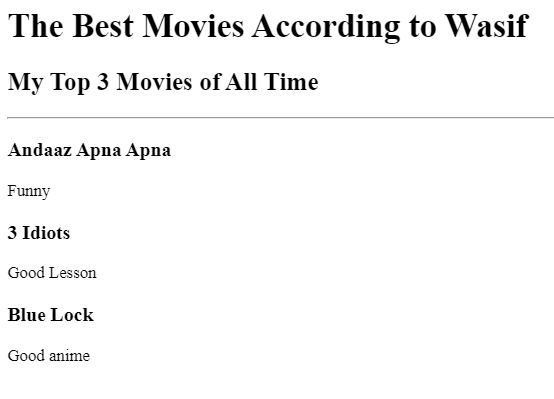 The Best Movies According to Wasif
My Top 3 Movies of All Time
Andaaz Apna Apna
Funny
3 Idiots
Good Lesson
Blue Lock
Good anime